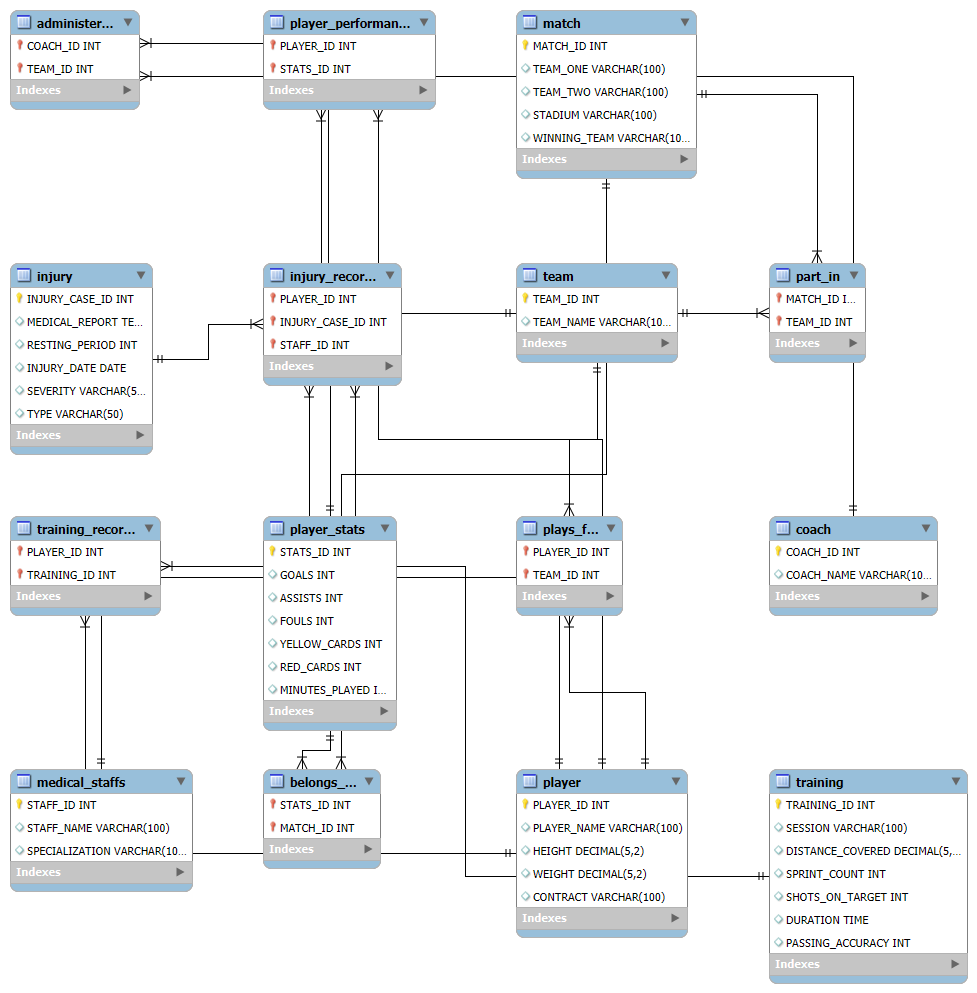 administer...
COACH_ID INT
TEAM_ID INT
Indexes
player_performan...
PLAYER_ID INT
STATS_ID INT
Indexes
match
MATCH_ID INT
TEAM_ONE VARCHAR(100)
TEAM_TWO VARCHAR(100)
STADIUM VARCHAR(100)
WINNING_TEAM VARCHAR(10...
Indexes
injury
INJURY_CASE_ID INT
MEDICAL_REPORT TE...
RESTING_PERIOD INT
INJURY_DATE DATE
SEVERITY VARCHAR(5...
TYPE VARCHAR(50)
Indexes
injury_recor...
PLAYER_ID INT
INJURY_CASE_ID INT
STAFF_ID INT
Indexes
team
TEAM_ID INT
TEAM_NAME VARCHAR(10...
Indexes
part_in
MATCH_ID I...
TEAM_ID INT
Indexes
training_recor...
PLAYER_ID INT
TRAINING_ID INT
Indexes
player_stats
STATS_ID INT
GOALS INT
ASSISTS INT
FOULS INT
YELLOW_CARDS INT
RED_CARDS INT
MINUTES_PLAYED I...
Indexes
plays_f...
PLAYER_ID INT
TEAM_ID INT
Indexes
coach
COACH_ID INT
COACH_NAME VARCHAR(10...
Indexes
medical_staffs
STAFF_ID INT
STAFF_NAME VARCHAR(100)
SPECIALIZATION VARCHAR(10...
Indexes
belongs_...
STATS_ID INT
MATCH_ID INT
Indexes
player
PLAYER_ID INT
PLAYER_NAME VARCHAR(100)
HEIGHT DECIMAL(5,2)
WEIGHT DECIMAL(5,2)
CONTRACT VARCHAR(100)
Indexes
training
TRAINING_ID INT
SESSION VARCHAR(100)
DISTANCE_COVERED DECIMAL(5,...
SPRINT_COUNT INT
SHOTS_ON_TARGET INT
DURATION TIME
PASSING_ACCURACY INT
Indexes